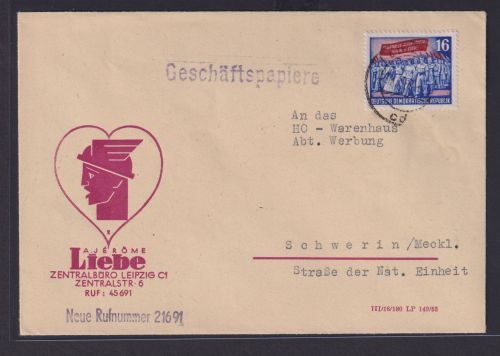 16
DEUTSCHE DEMOKRATISCHE REPUBLIK
Geschäftspapiere
An das
HO - Warenhaus
Abt. Werbung
A. JÉRÔME
Liebe
ZENTRALBÜRO LEIPZIG C1
ZENTRALSTR· 6
RUF: 45691
Neue Rufnummer 21691
Schwerin/Meckl.
Straße der Nat. Einheit